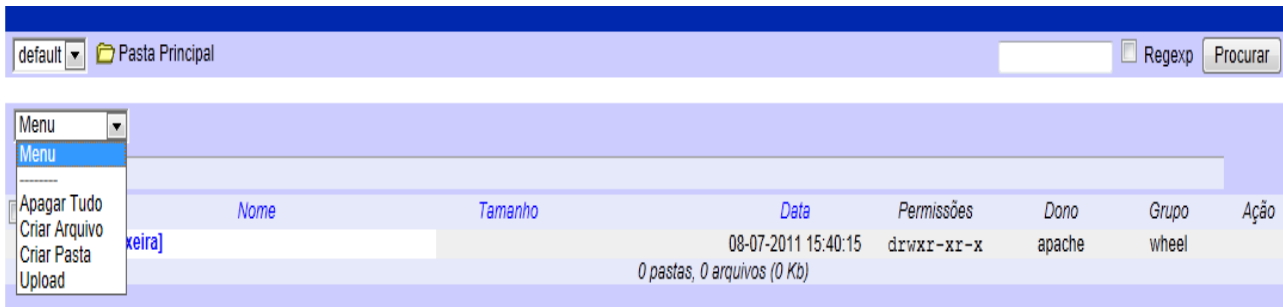 default Pasta Principal Regexp Procurar
Menu
Menu
--------
Apagar Tudo
Criar Arquivo
Criar Pasta
Upload
Nome Tamanho Data Permissões Dono Grupo Ação
xeira] 08-07-2011 15:40:15 drwxr-xr-x apache wheel
0 pastas, 0 arquivos (0 Kb)